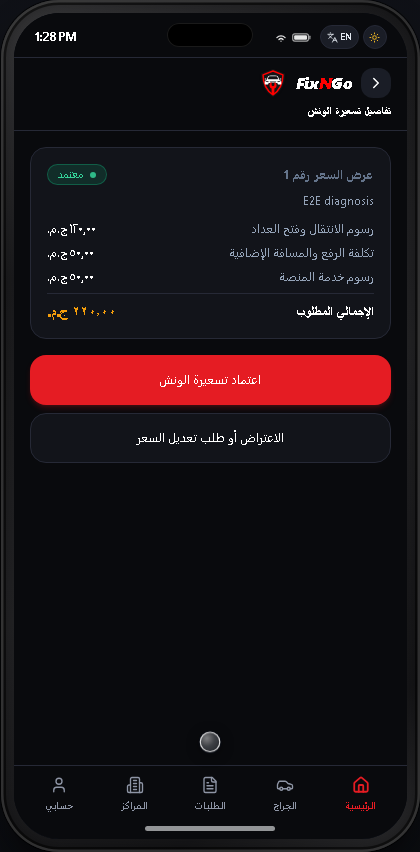 1:28 PM
EN
FixNGo
تفاصيل تسعيرة الونش
عرض السعر رقم 1
معتمد
E2E diagnosis
رسوم الانتقال وفتح العداد ١٢٠٫٠٠ ج.م.
تكلفة الرفع والمسافة الإضافية ٥٠٫٠٠ ج.م.
رسوم خدمة المنصة ٥٠٫٠٠ ج.م.
الإجمالي المطلوب ٢٢٠٫٠٠ ج.م.
اعتماد تسعيرة الونش
الاعتراض أو طلب تعديل السعر
الرئيسية
الجراج
الطلبات
المراكز
حسابي